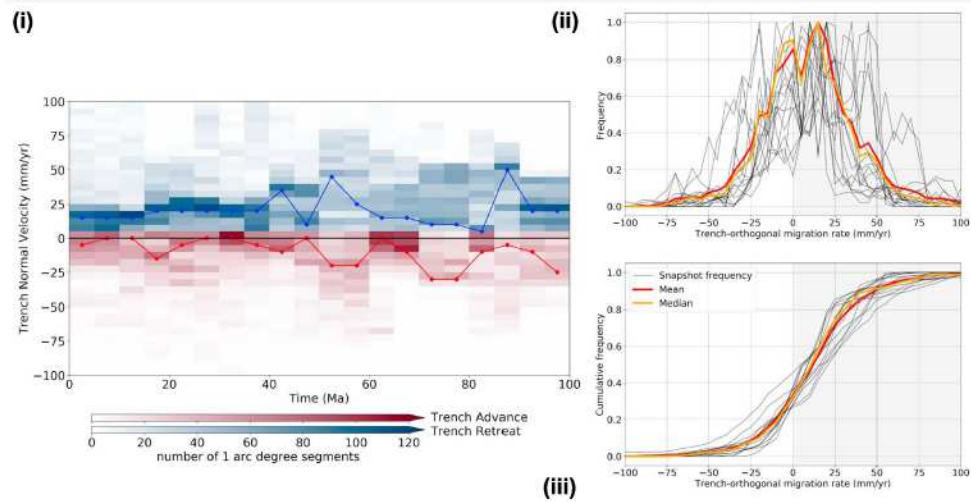 (i)
100
75
50
25
0
−25
−50
−75
−100
Trench Normal Velocity (mm/yr)
0 20 40 60 80 100
Time (Ma)
Trench Advance
Trench Retreat
0 20 40 60 80 100 120
number of 1 arc degree segments
(ii)
1.0
0.8
0.6
0.4
0.2
0.0
Frequency
−100 −75 −50 −25 0 25 50 75 100
Trench-orthogonal migration rate (mm/yr)
1.0
0.8
0.6
0.4
0.2
0.0
Cumulative frequency
Snapshot frequency
Mean
Median
−100 −75 −50 −25 0 25 50 75 100
Trench-orthogonal migration rate (mm/yr)
(iii)